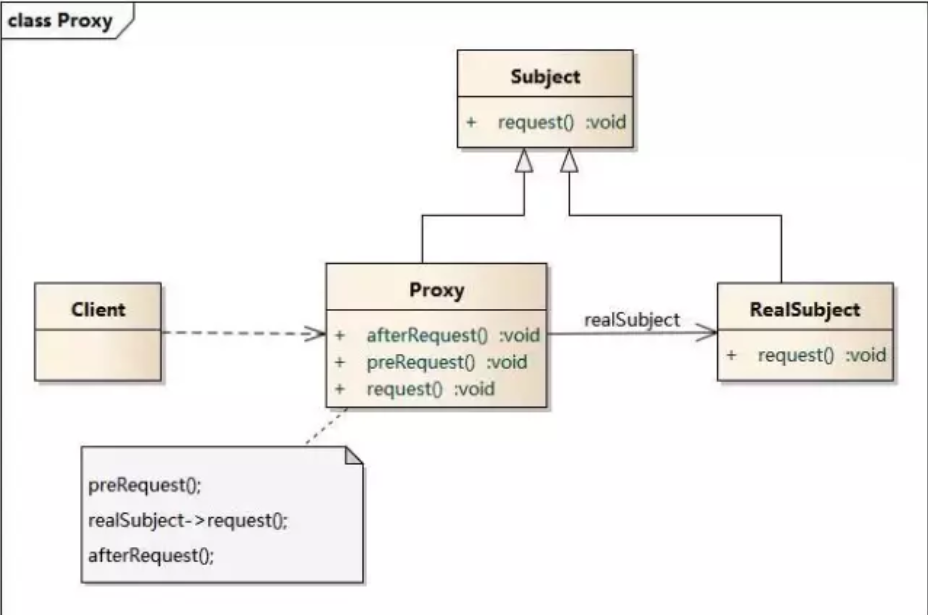 class Proxy
Subject
+ request() :void
Client
Proxy
+ afterRequest() :void
+ preRequest() :void
+ request() :void
realSubject
RealSubject
+ request() :void
preRequest();
realSubject->request();
afterRequest();